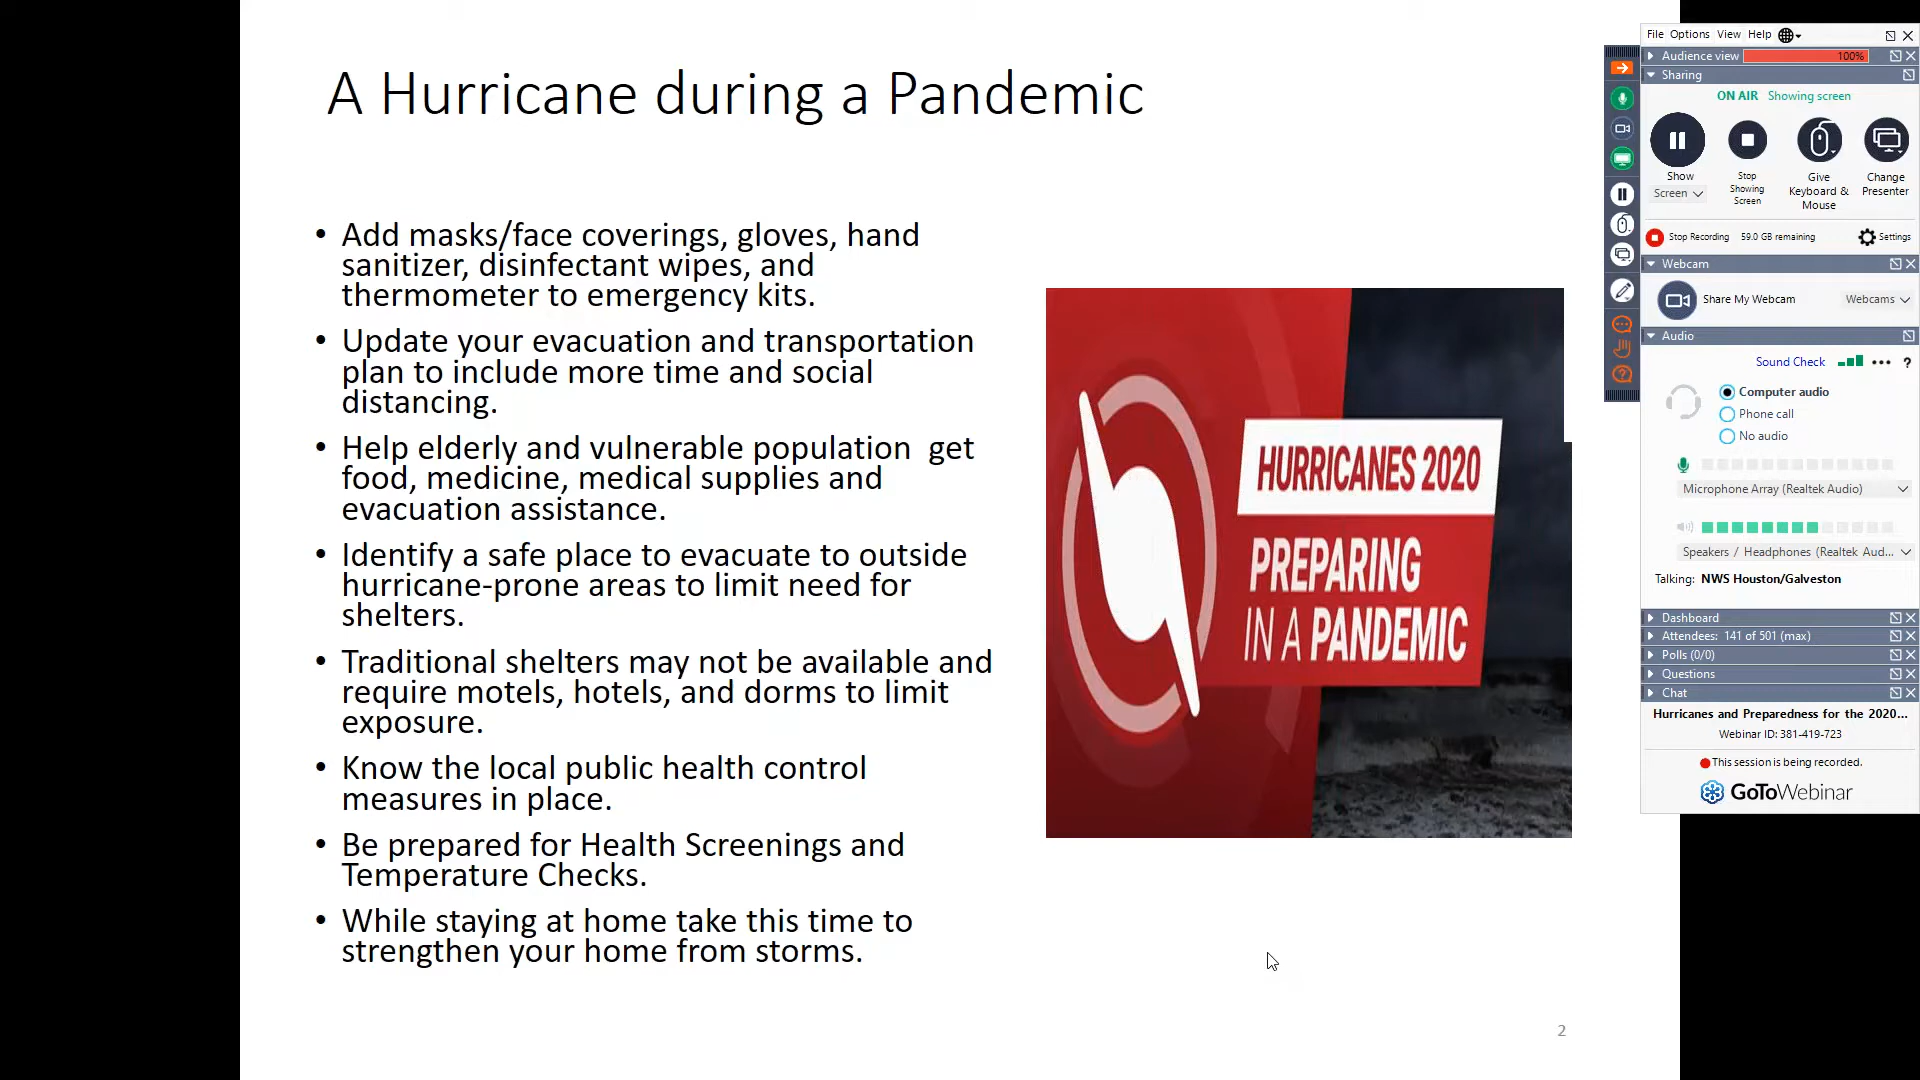 A Hurricane during a Pandemic
• Add masks/face coverings, gloves, hand
sanitizer, disinfectant wipes, and
thermometer to emergency kits.
• Update your evacuation and transportation
plan to include more time and social
distancing.
• Help elderly and vulnerable population  get
food, medicine, medical supplies and
evacuation assistance.
• Identify a safe place to evacuate to outside
hurricane-prone areas to limit need for
shelters.
• Traditional shelters may not be available and
require motels, hotels, and dorms to limit
exposure.
• Know the local public health control
measures in place.
• Be prepared for Health Screenings and
Temperature Checks.
• While staying at home take this time to
strengthen your home from storms.
HURRICANES 2020
PREPARING
IN A PANDEMIC
2
File Options View Help
Audience view 100%
Sharing
ON AIR Showing screen
Show
Screen
Stop
Showing
Screen
Give
Keyboard &
Mouse
Change
Presenter
Stop Recording 59.0 GB remaining Settings
Webcam
Share My Webcam Webcams
Audio
Sound Check ?
Computer audio
Phone call
No audio
Microphone Array (Realtek Audio)
Speakers / Headphones (Realtek Aud...
Talking: NWS Houston/Galveston
Dashboard
Attendees: 141 of 501 (max)
Polls (0/0)
Questions
Chat
Hurricanes and Preparedness for the 2020...
Webinar ID: 381-419-723
This session is being recorded.
GoToWebinar